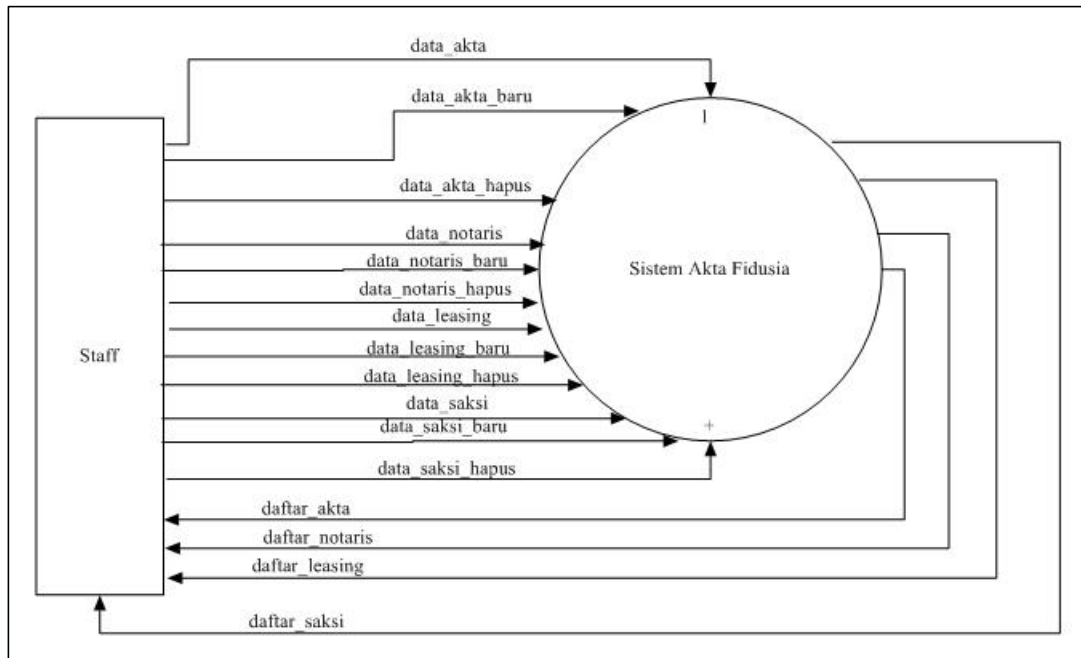 data_akta
data_akta_baru
1
data_akta_hapus
data_notaris
data_notaris_baru
Sistem Akta Fidusia
data_notaris_hapus
data_leasing
Staff
data_leasing_baru
data_leasing_hapus
data_saksi
+
data_saksi_baru
data_saksi_hapus
daftar_akta
daftar_notaris
daftar_leasing
daftar_saksi